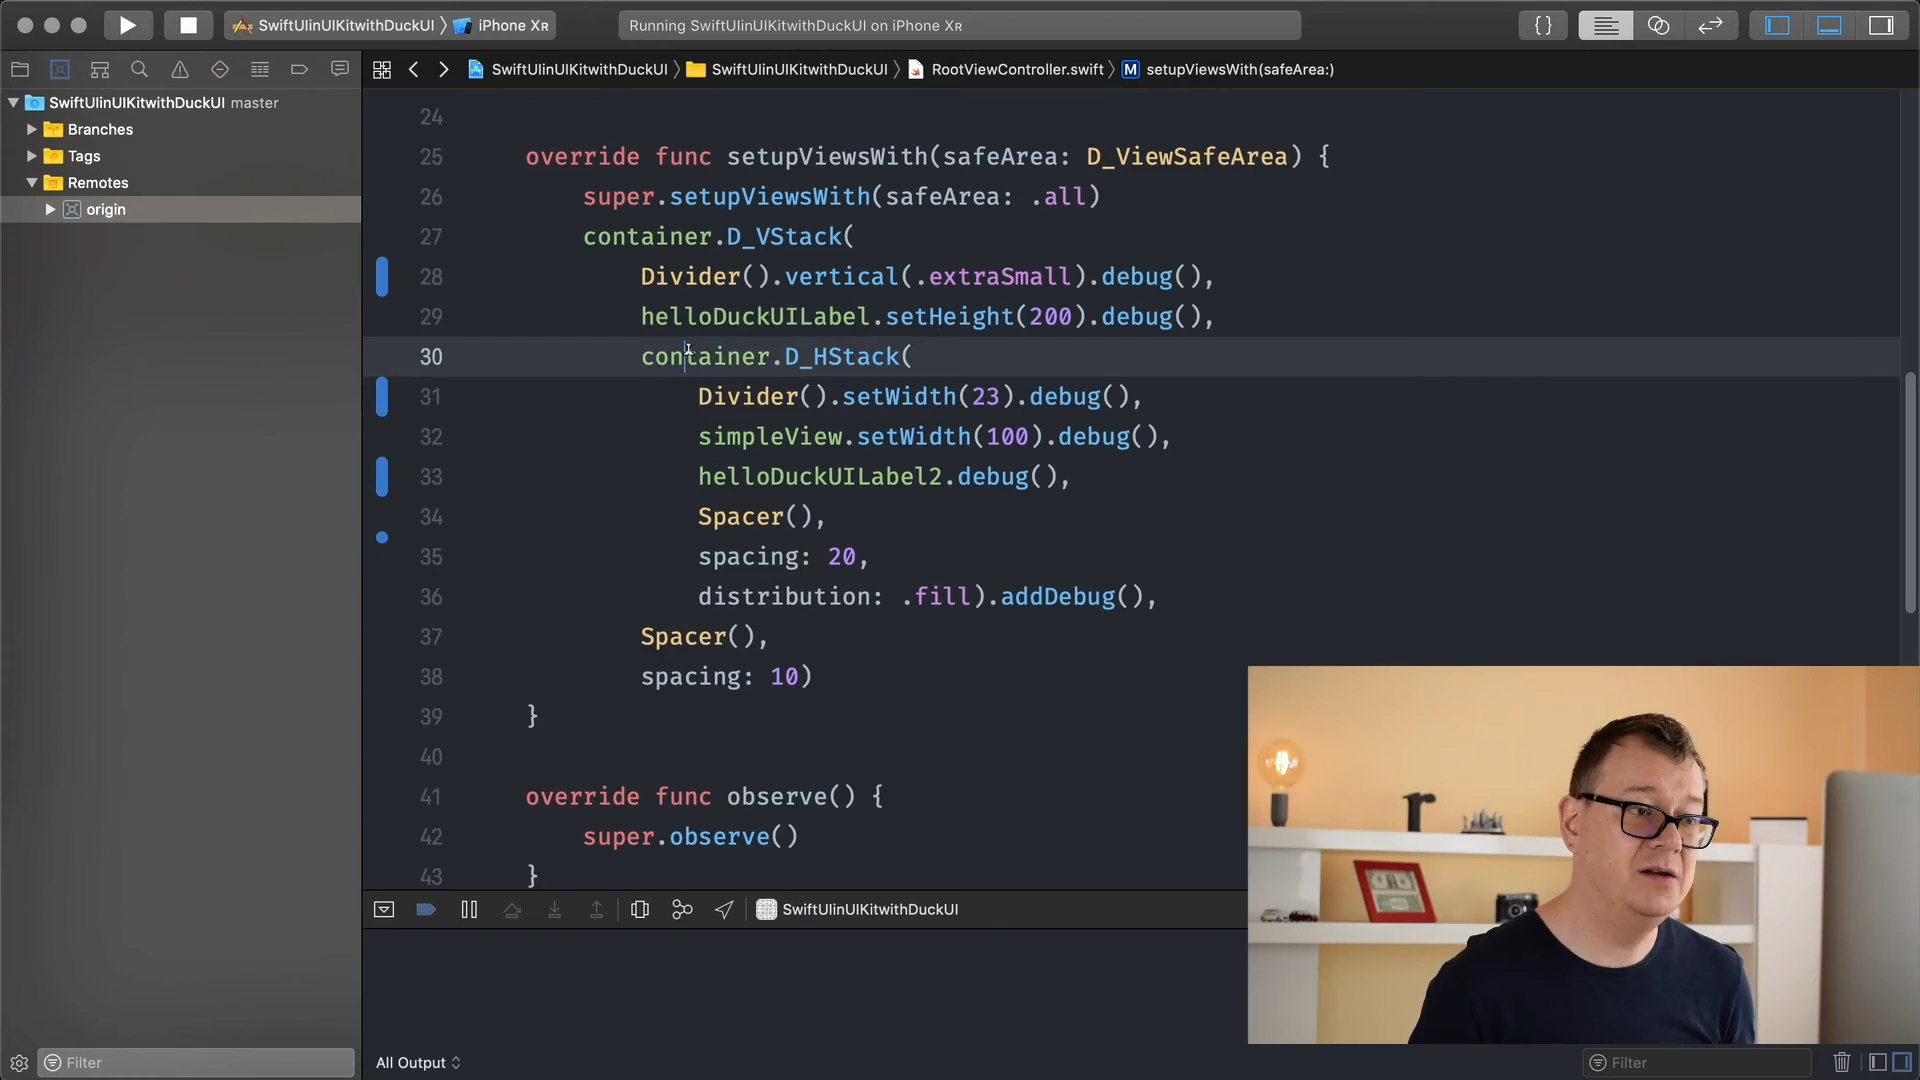 SwiftUIinUIKitwithDuckUI 〉 iPhone Xʀ
Running SwiftUIinUIKitwithDuckUI on iPhone Xʀ
{}
SwiftUIinUIKitwithDuckUI 〉 SwiftUIinUIKitwithDuckUI 〉 RootViewController.swift 〉 M setupViewsWith(safeArea:)
SwiftUIinUIKitwithDuckUI master
Branches
Tags
Remotes
origin
24
25 override func setupViewsWith(safeArea: D_ViewSafeArea) {
26 super.setupViewsWith(safeArea: .all)
27 container.D_VStack(
28 Divider().vertical(.extraSmall).debug(),
29 helloDuckUILabel.setHeight(200).debug(),
30 container.D_HStack(
31 Divider().setWidth(23).debug(),
32 simpleView.setWidth(100).debug(),
33 helloDuckUILabel2.debug(),
34 Spacer(),
35 spacing: 20,
36 distribution: .fill).addDebug(),
37 Spacer(),
38 spacing: 10)
39 }
40
41 override func observe() {
42 super.observe()
43 }
SwiftUIinUIKitwithDuckUI
Filter
All Output
Filter